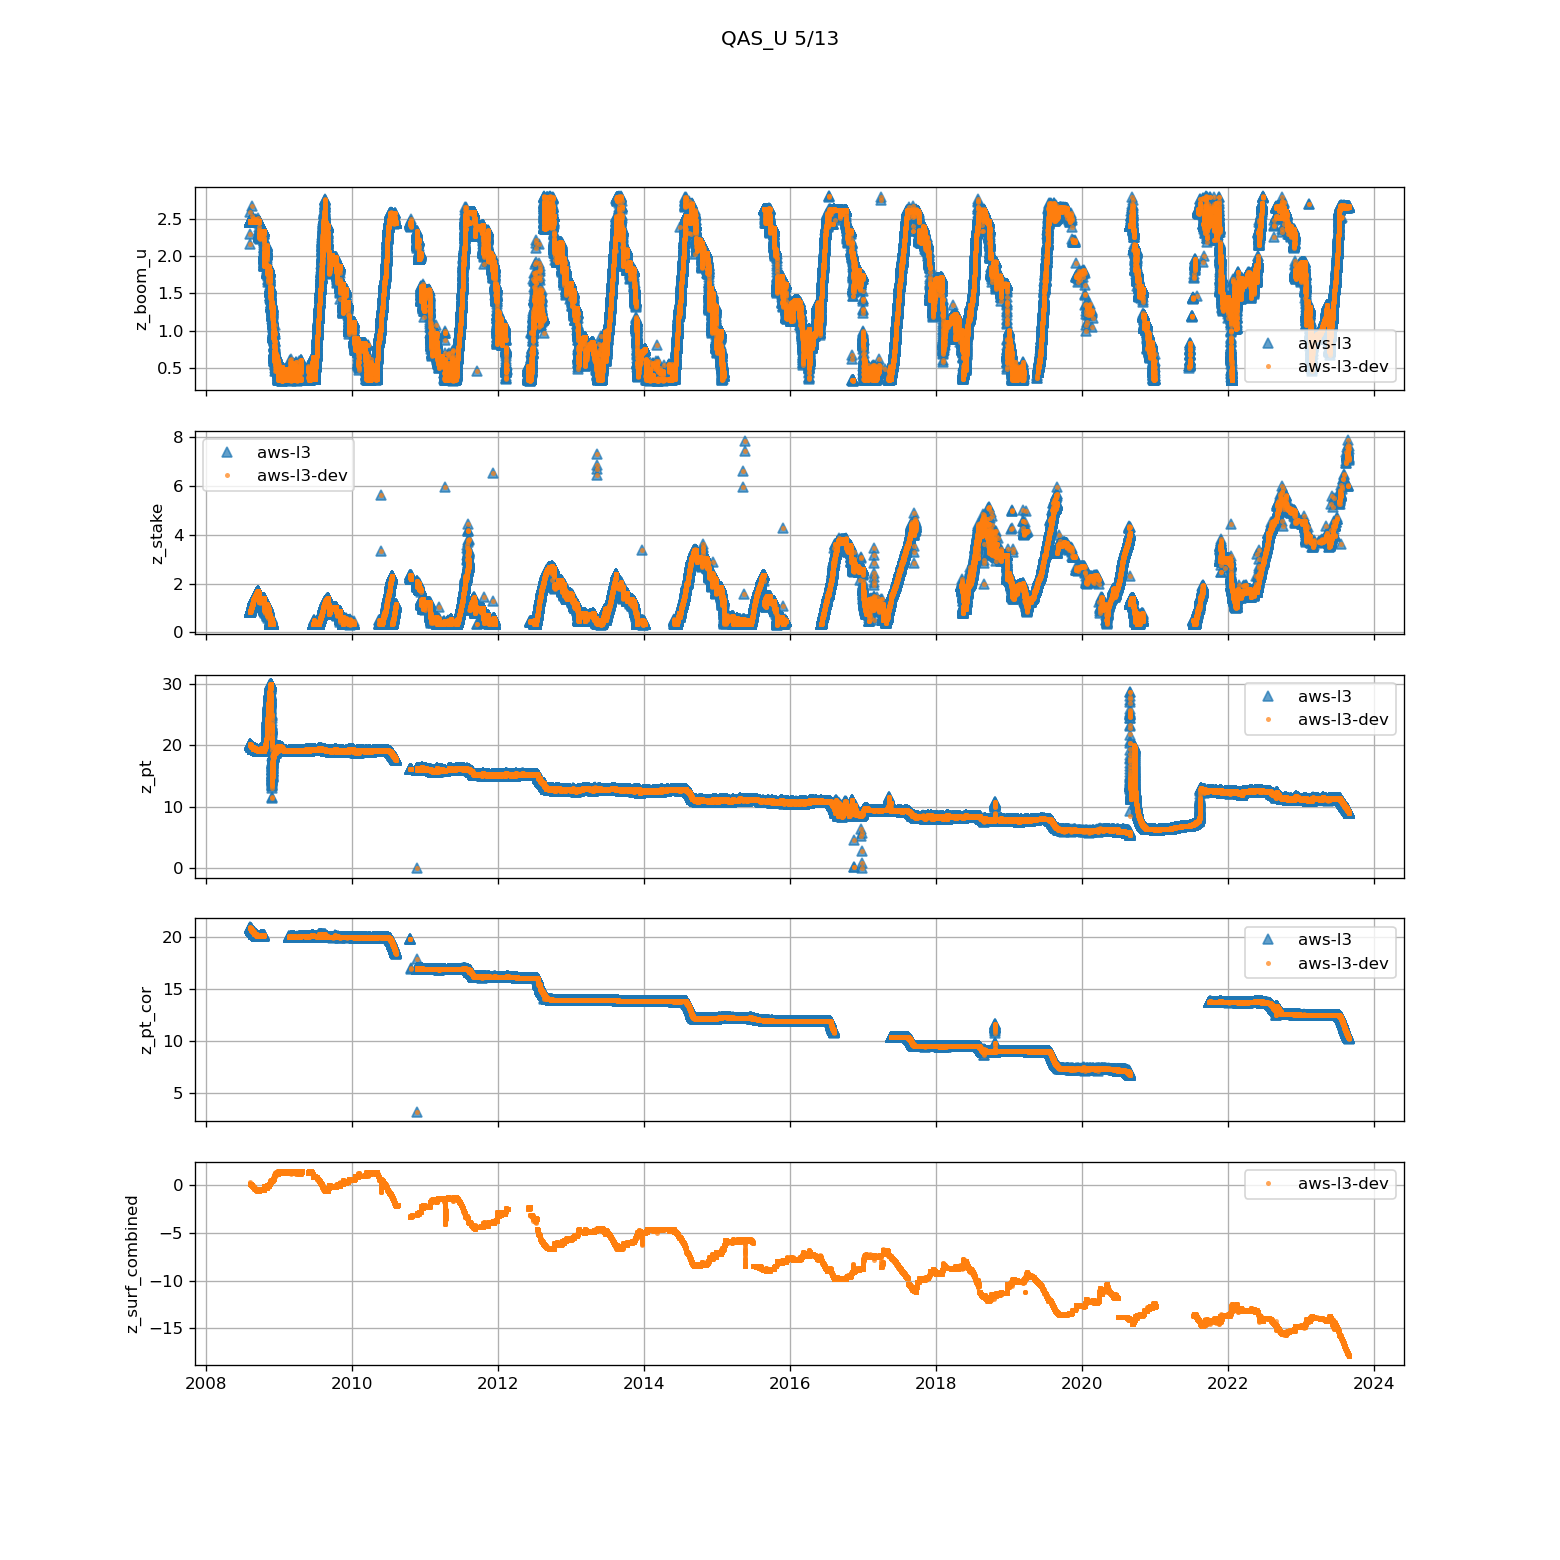 QAS_U 5/13
z_boom_u
2.5
2.0
1.5
1.0
0.5
aws-l3
aws-l3-dev
z_stake
8
6
4
2
0
aws-l3
aws-l3-dev
z_pt
30
20
10
0
aws-l3
aws-l3-dev
z_pt_cor
20
15
10
5
aws-l3
aws-l3-dev
z_surf_combined
0
−5
−10
−15
aws-l3-dev
2008 2010 2012 2014 2016 2018 2020 2022 2024